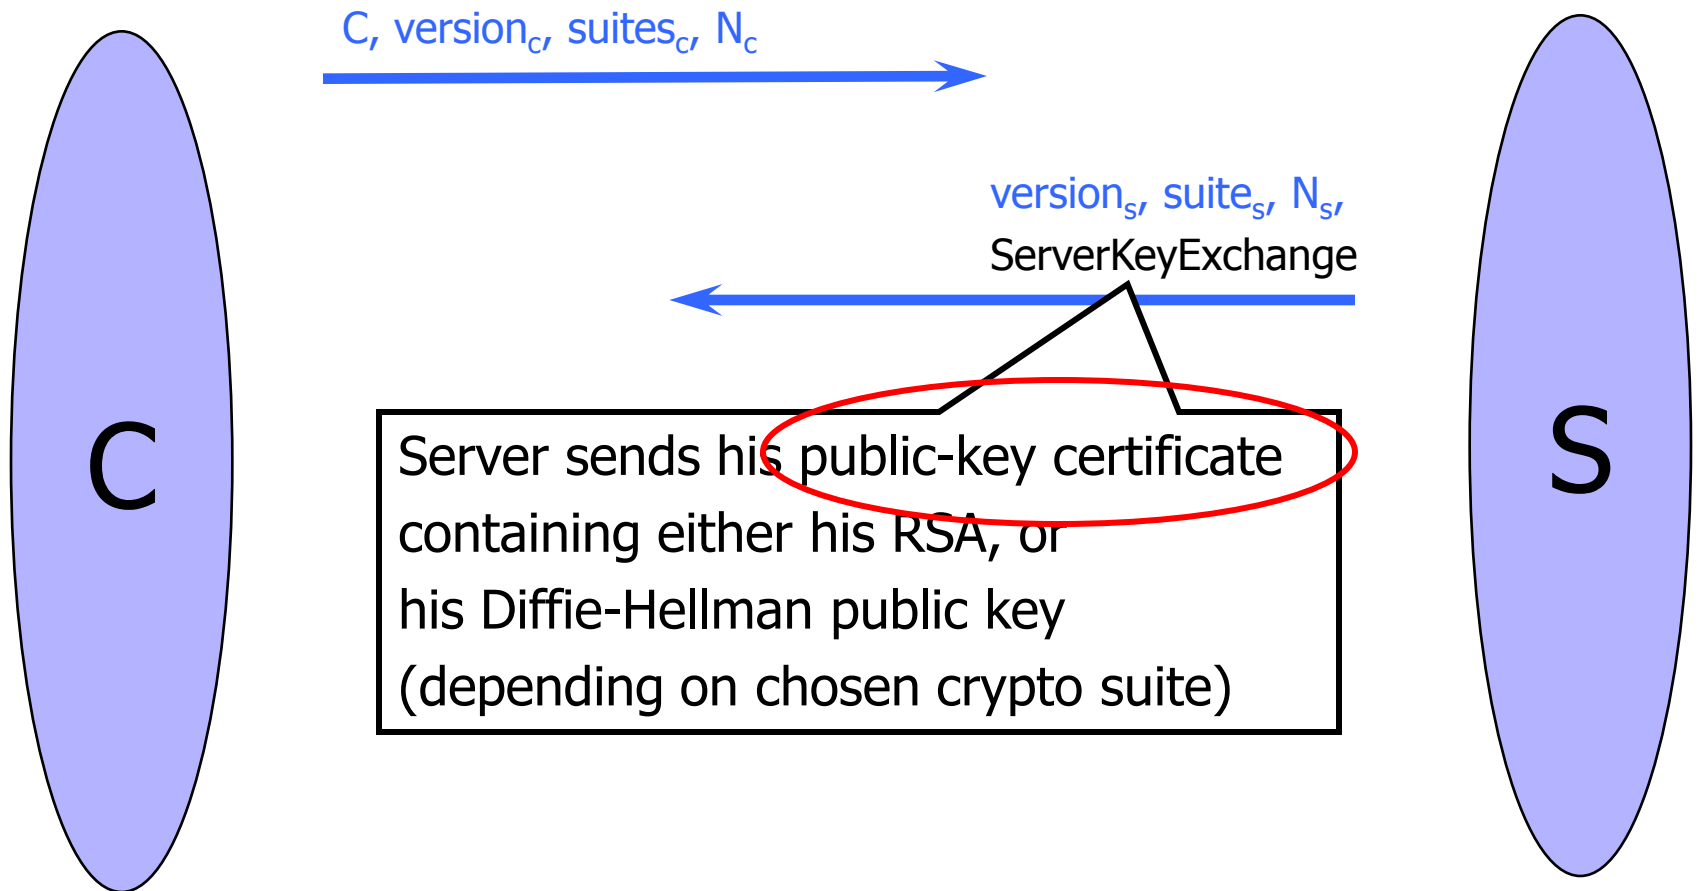 C, version_c, suites_c, N_c
version_s, suite_s, N_s,
ServerKeyExchange
C
S
Server sends his public-key certificate
containing either his RSA, or
his Diffie-Hellman public key
(depending on chosen crypto suite)